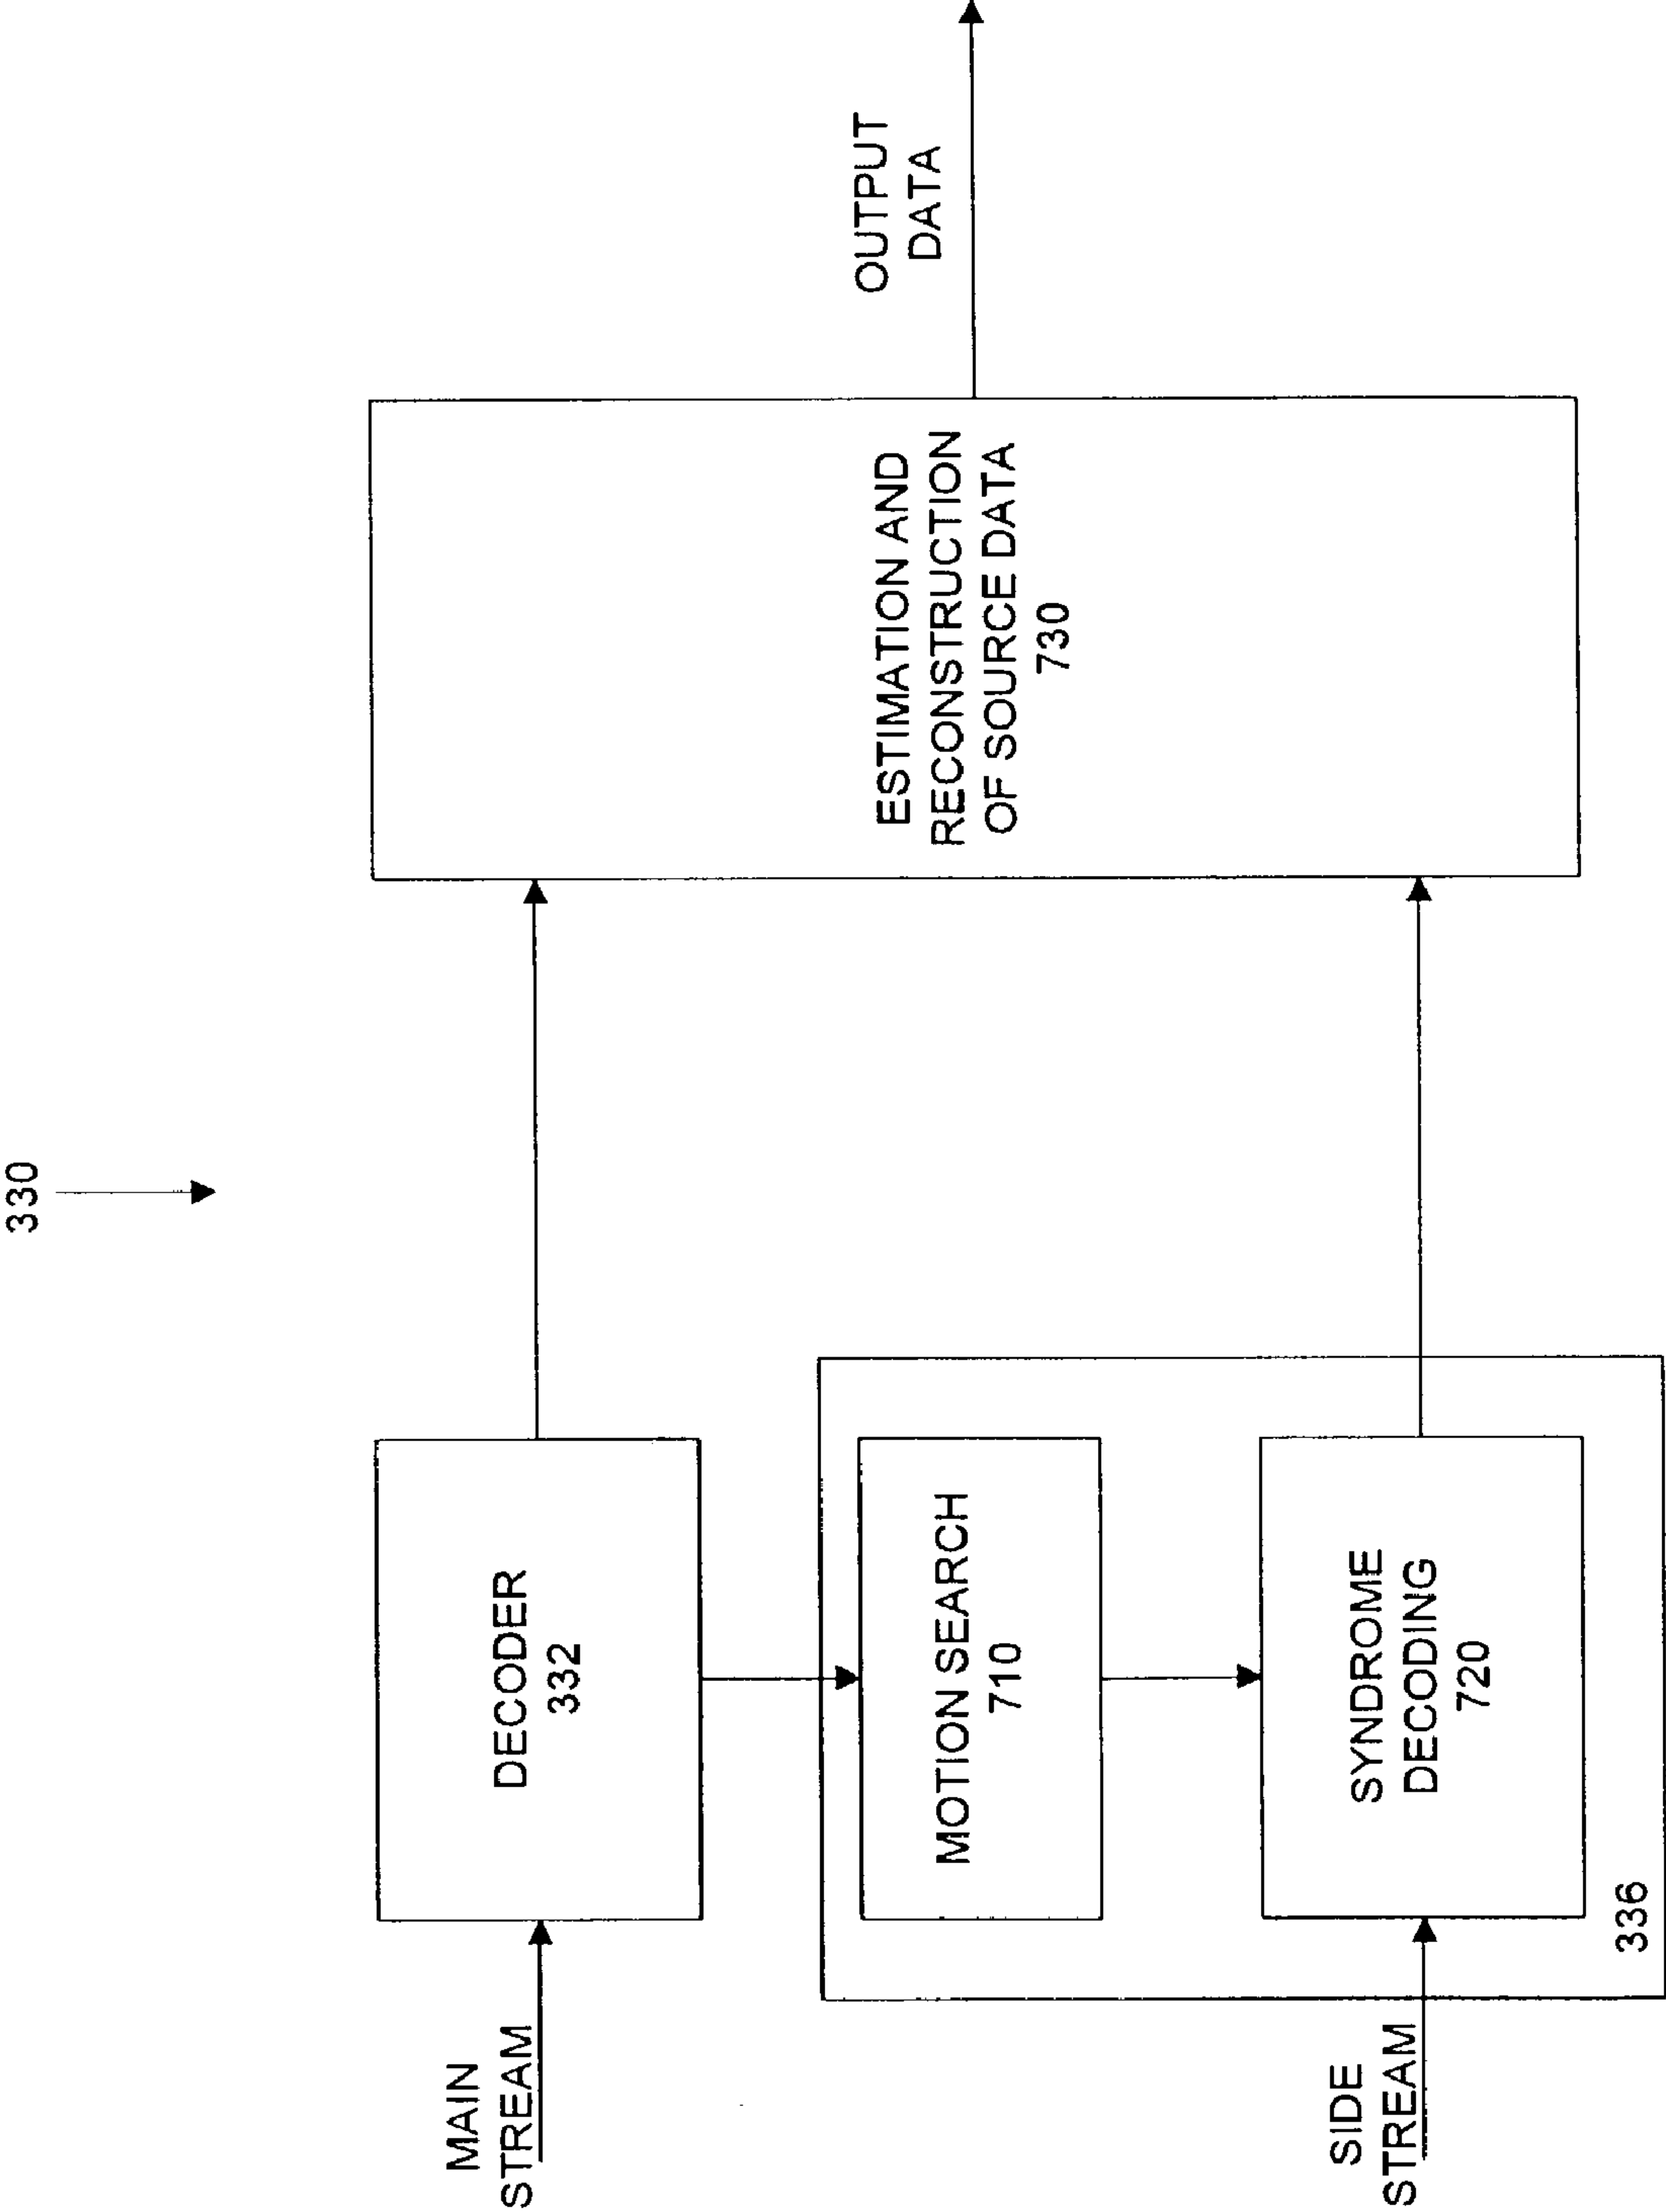 330
MAIN
STREAM
DECODER
332
ESTIMATION AND
RECONSTRUCTION
OF SOURCE DATA
730
OUTPUT
DATA
MOTION SEARCH
710
SIDE
STREAM
SYNDROME
DECODING
720
336